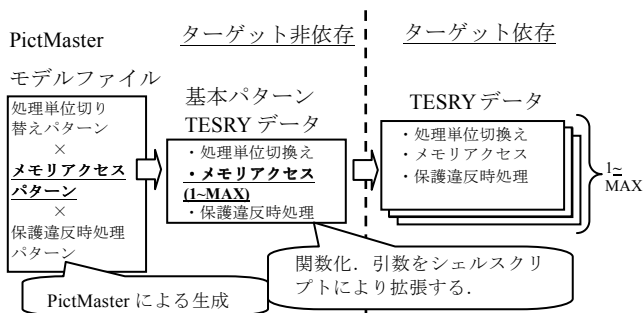 PictMaster
モデルファイル
処理単位切り
替えパターン
×
メモリアクセス
パターン
×
保護違反時処理
パターン
PictMaster による生成
ターゲット非依存
基本パターン
TESRY データ
・処理単位切換え
・メモリアクセス
(1~MAX)
・保護違反時処理
関数化．引数をシェルスクリ
プトにより拡張する．
ターゲット依存
TESRY データ
・処理単位切換え
・メモリアクセス
・保護違反時処理
1~
MAX